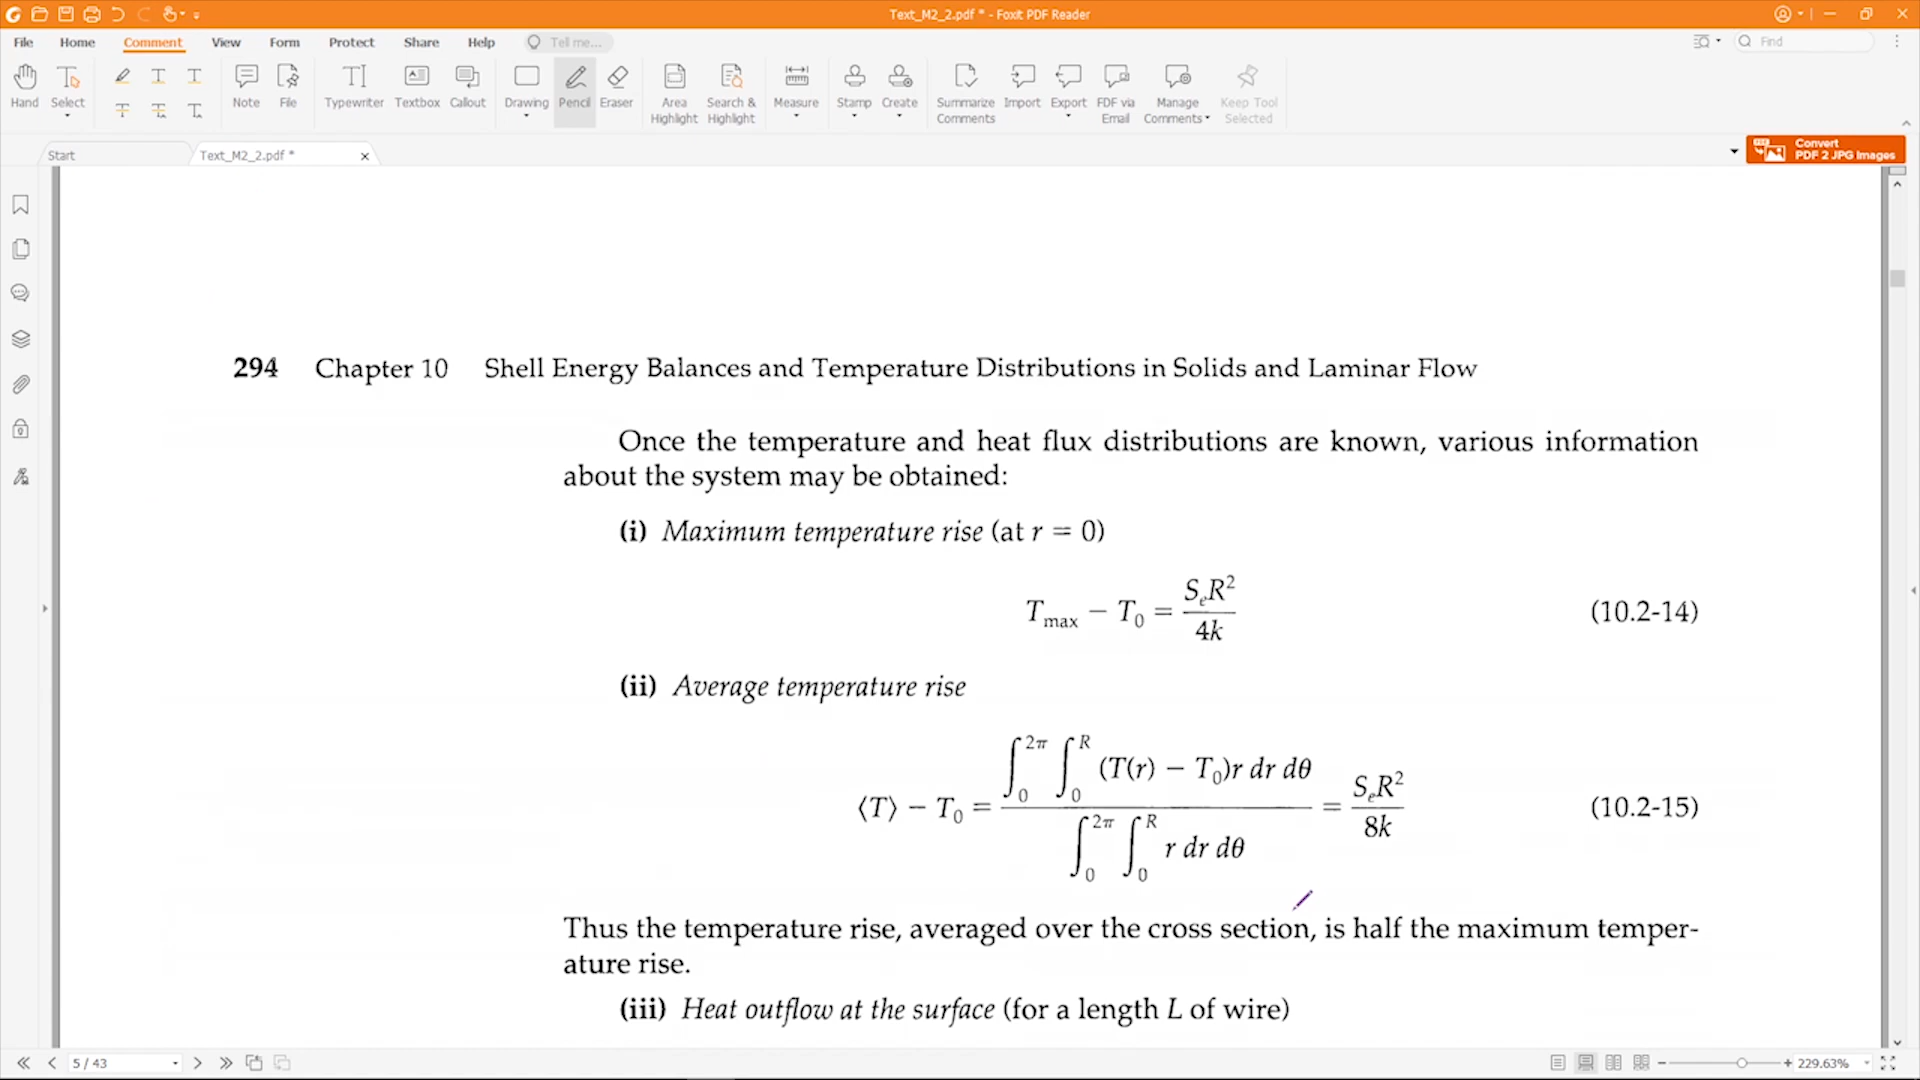 Text_M2_2.pdf * - Foxit PDF Reader
File Home Comment View Form Protect Share Help Tell me... Find
Hand Select Note File Typewriter Textbox Callout Drawing Pencil Eraser Area Highlight Search & Highlight Measure Stamp Create Summarize Comments Import Export FDF via Email Manage Comments Keep Tool Selected
Start Text_M2_2.pdf * Convert PDF 2 JPG Images
294 Chapter 10 Shell Energy Balances and Temperature Distributions in Solids and Laminar Flow
Once the temperature and heat flux distributions are known, various information
about the system may be obtained:
(i) Maximum temperature rise (at r = 0)
T_max − T_0 = S_eR²/4k (10.2-14)
(ii) Average temperature rise
⟨T⟩ − T_0 = ∫_0^2π ∫_0^R (T(r) − T_0)r dr dθ / ∫_0^2π ∫_0^R r dr dθ = S_eR²/8k (10.2-15)
Thus the temperature rise, averaged over the cross section, is half the maximum temper-
ature rise.
(iii) Heat outflow at the surface (for a length L of wire)
5 / 43 229.63%